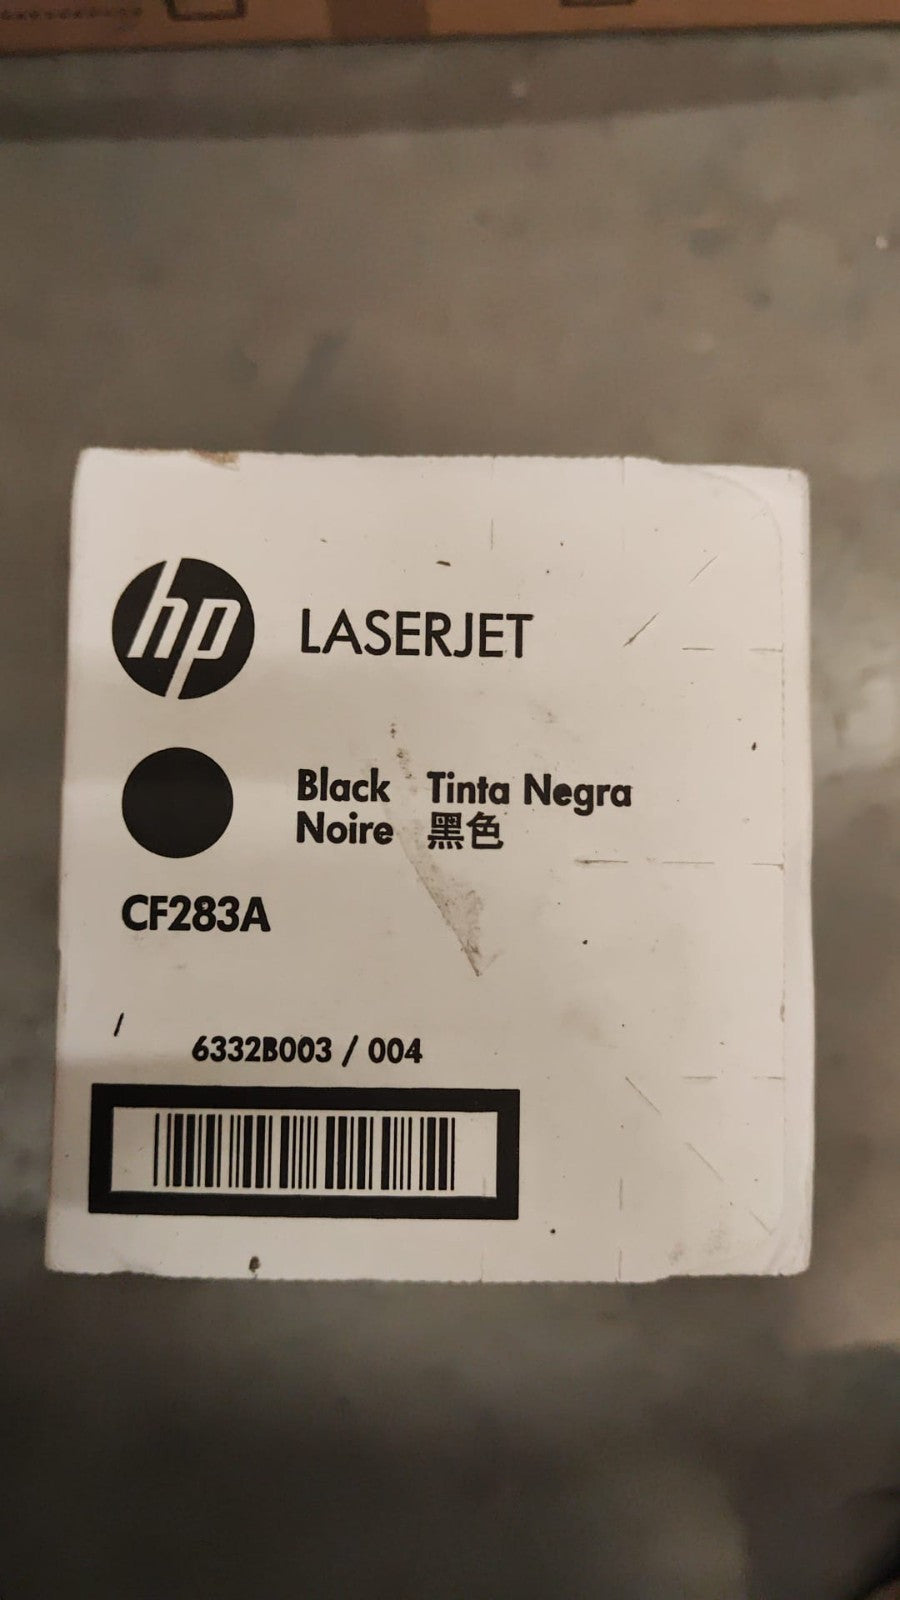 hp LASERJET
Black Tinta Negra
Noire 黑色
CF283A
6332B003 / 004